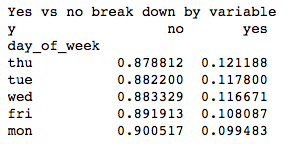 Yes vs no break down by variable
y no yes
day_of_week
thu 0.878812 0.121188
tue 0.882200 0.117800
wed 0.883329 0.116671
fri 0.891913 0.108087
mon 0.900517 0.099483